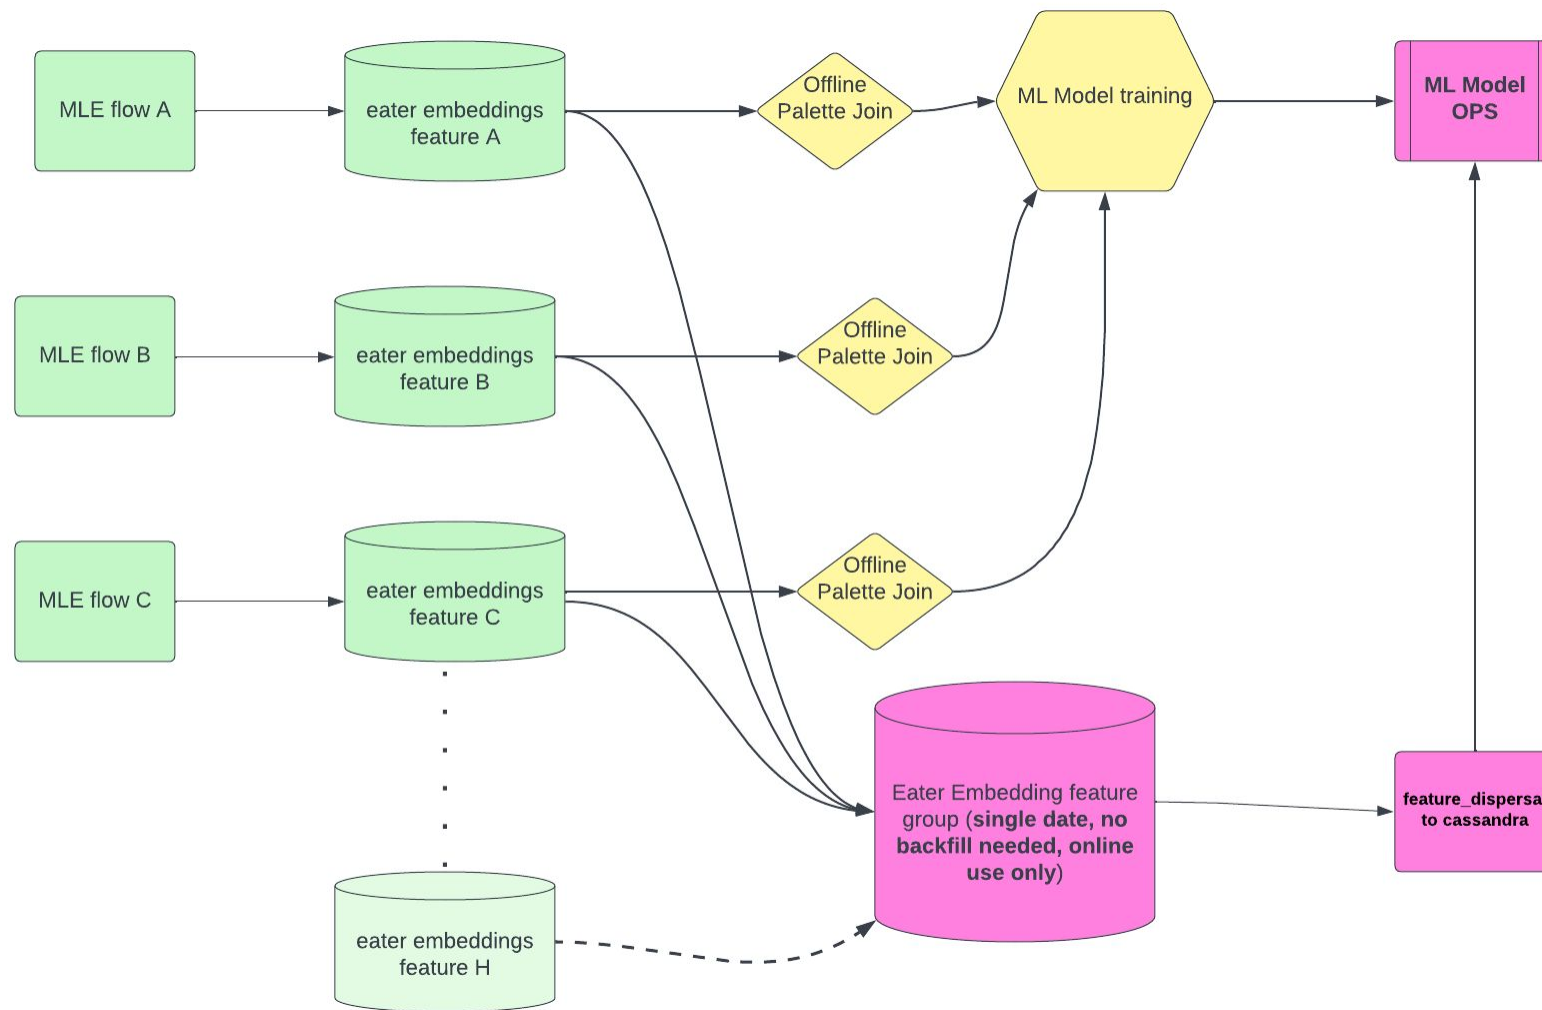 MLE flow A
eater embeddings
feature A
Offline
Palette Join
ML Model training
ML Model
OPS
MLE flow B
eater embeddings
feature B
Offline
Palette Join
MLE flow C
eater embeddings
feature C
Offline
Palette Join
Eater Embedding feature
group (single date, no
backfill needed, online
use only)
feature_dispersa
to cassandra
eater embeddings
feature H